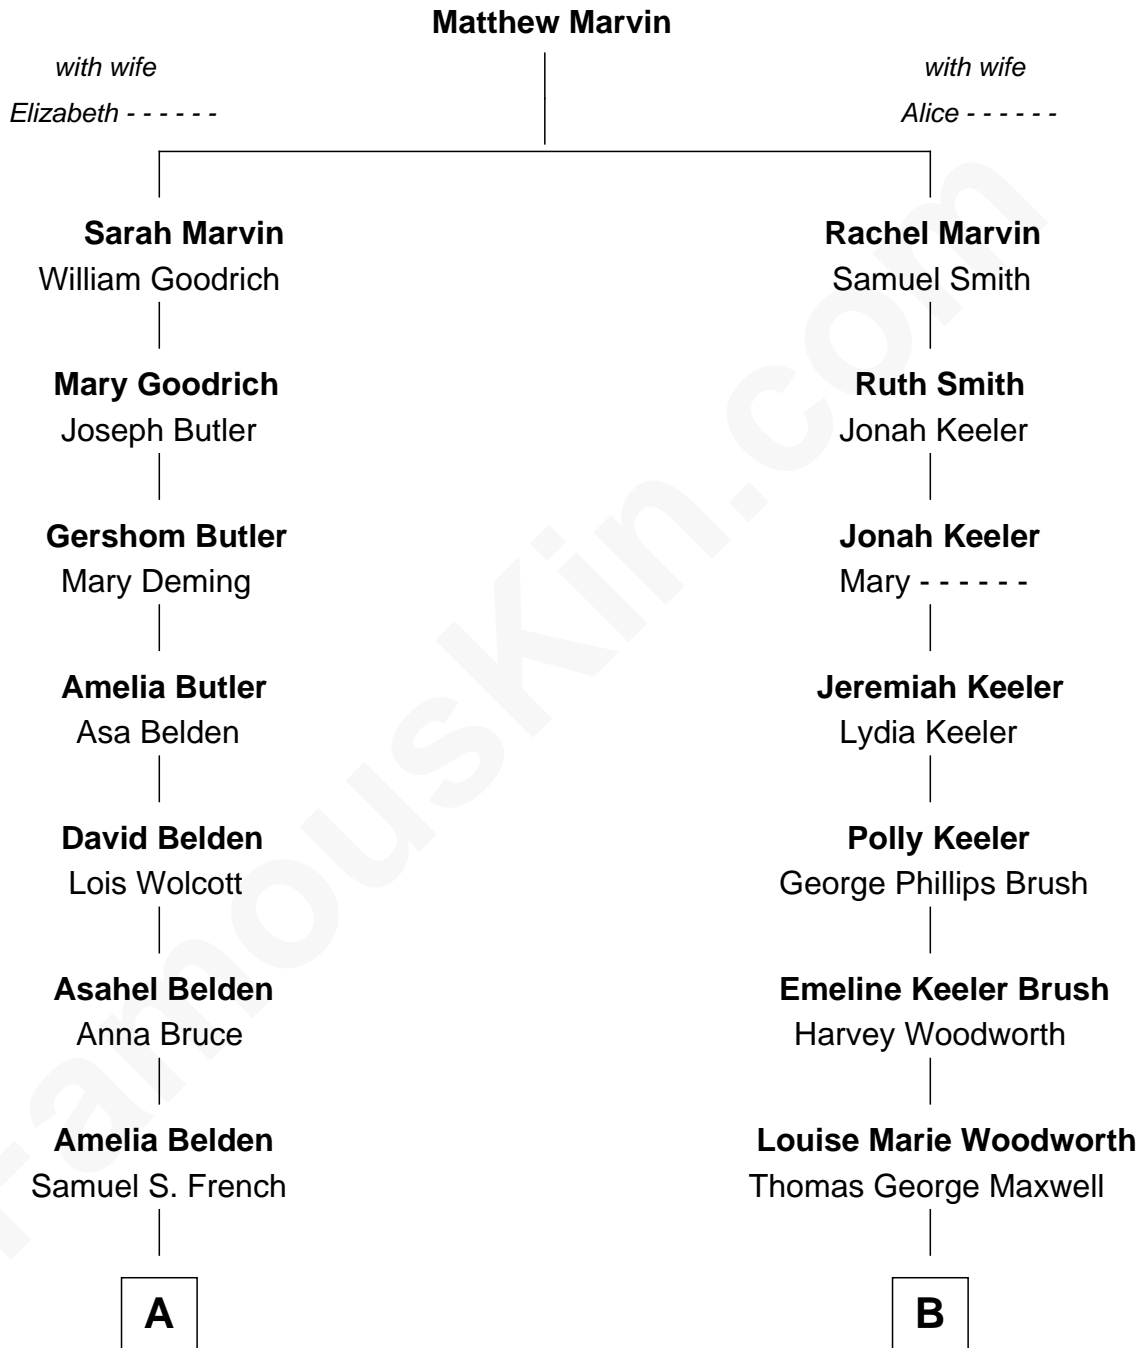 Matthew Marvin
with wife
Elizabeth - - - - - -
with wife
Alice - - - - - -
Sarah Marvin
William Goodrich
Rachel Marvin
Samuel Smith
Mary Goodrich
Joseph Butler
Ruth Smith
Jonah Keeler
Gershom Butler
Mary Deming
Jonah Keeler
Mary - - - - - -
Amelia Butler
Asa Belden
Jeremiah Keeler
Lydia Keeler
David Belden
Lois Wolcott
Polly Keeler
George Phillips Brush
Asahel Belden
Anna Bruce
Emeline Keeler Brush
Harvey Woodworth
Amelia Belden
Samuel S. French
Louise Marie Woodworth
Thomas George Maxwell
A
B
FamousKin.com